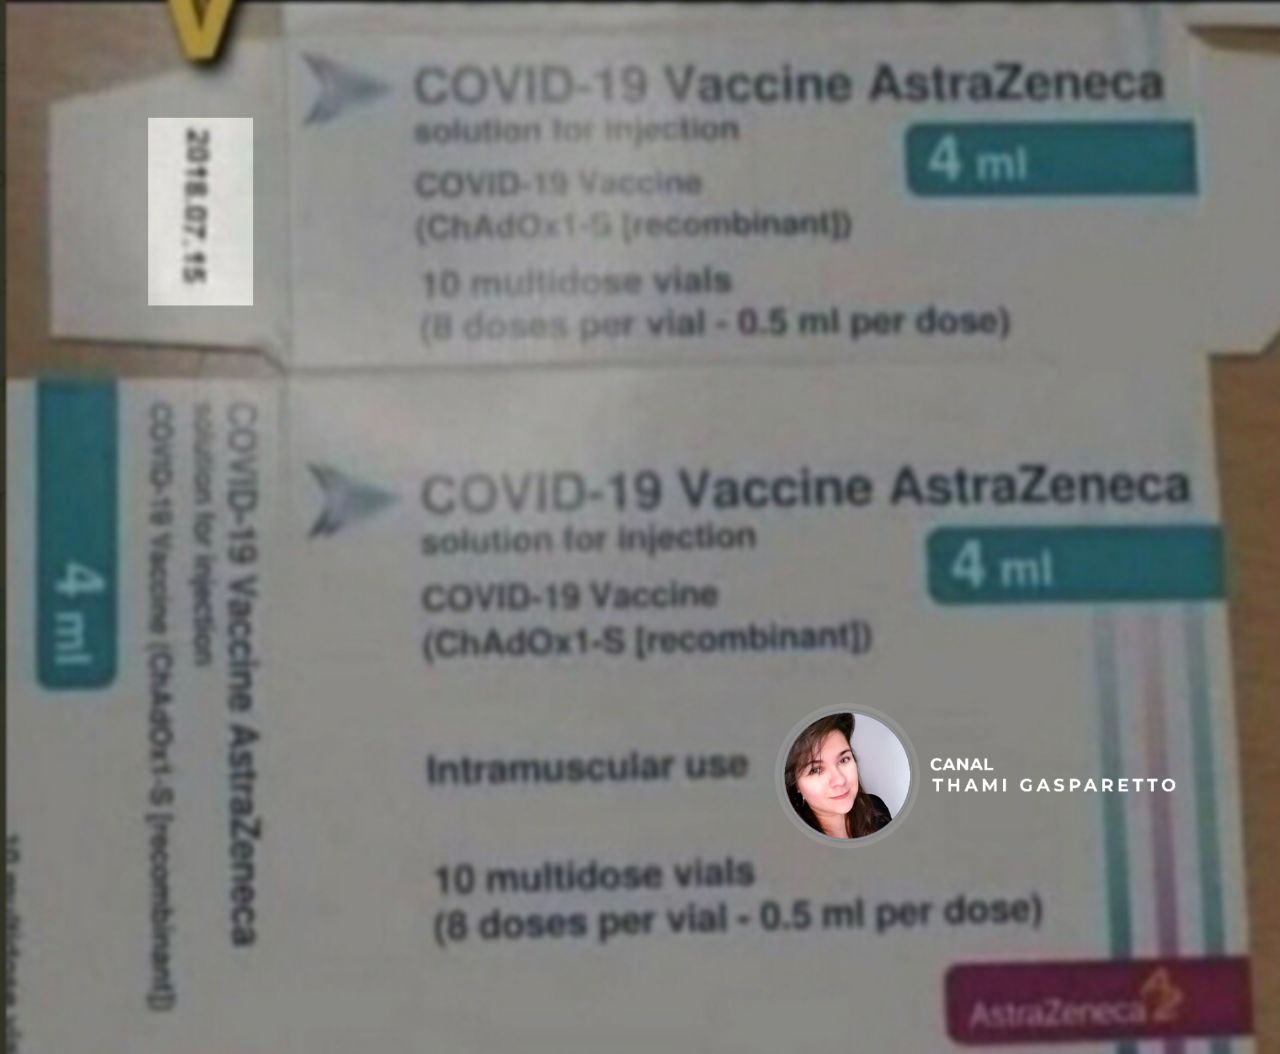 COVID-19 Vaccine AstraZeneca
solution for injection
4 ml
COVID-19 Vaccine
(ChAdOx1-S [recombinant])
10 multidose vials
(8 doses per vial - 0.5 ml per dose)
2018.07.15
4 ml
COVID-19 Vaccine AstraZeneca
solution for injection
COVID-19 Vaccine (ChAdOx1-S [recombinant])
COVID-19 Vaccine AstraZeneca
solution for injection
4 ml
COVID-19 Vaccine
(ChAdOx1-S [recombinant])
Intramuscular use
CANAL
THAMI GASPARETTO
10 multidose vials
(8 doses per vial - 0.5 ml per dose)
AstraZeneca